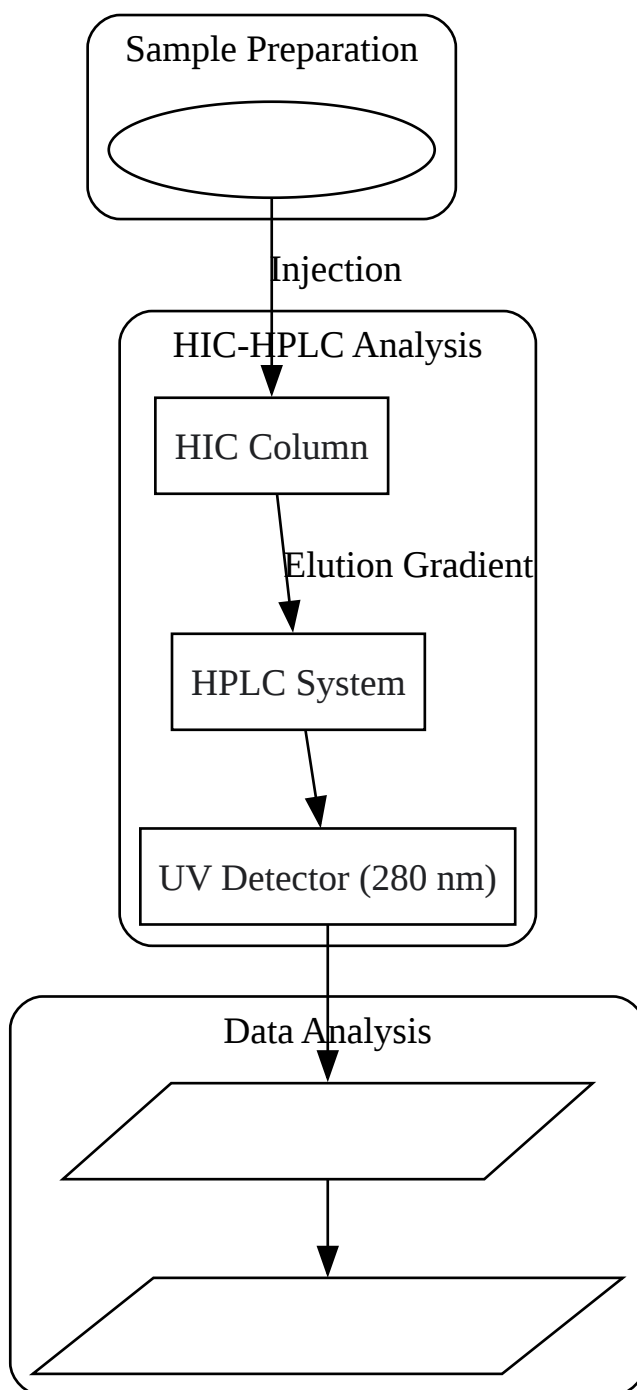 Sample Preparation
Injection
HIC-HPLC Analysis
HIC Column
Elution Gradient
HPLC System
UV Detector (280 nm)
Data Analysis